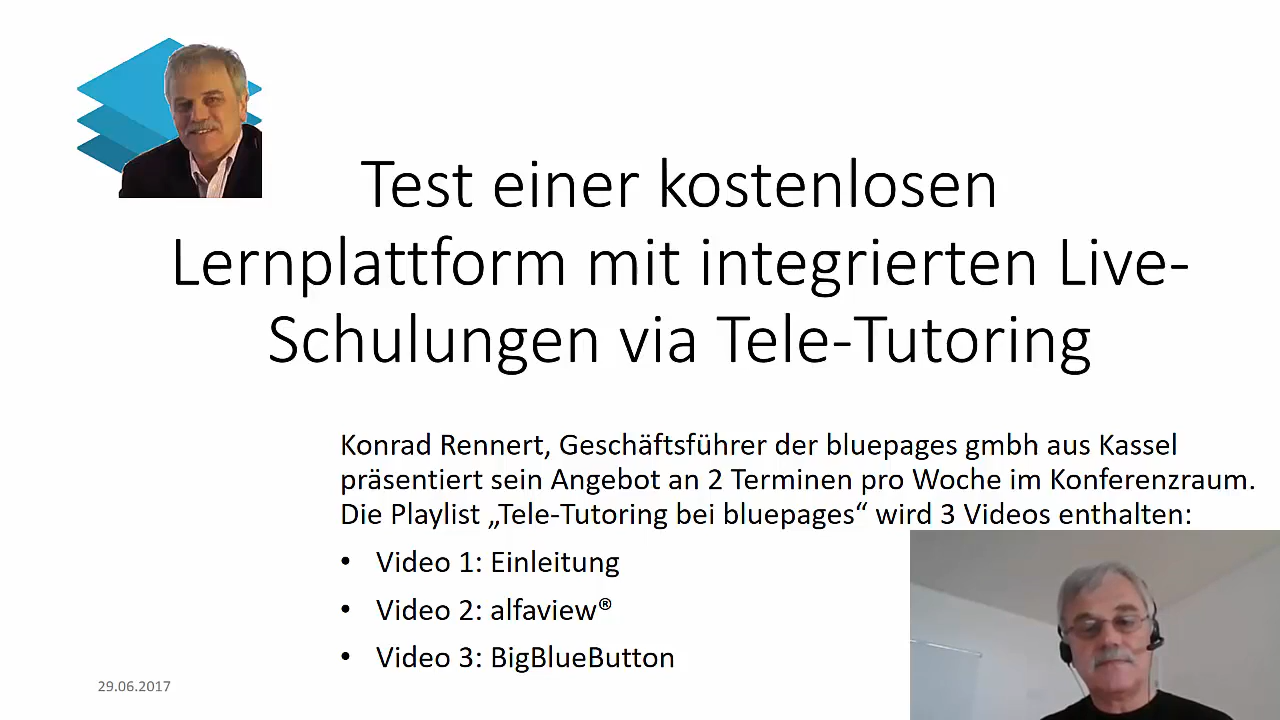 Test einer kostenlosen
Lernplattform mit integrierten Live-
Schulungen via Tele-Tutoring
Konrad Rennert, Geschäftsführer der bluepages gmbh aus Kassel
präsentiert sein Angebot an 2 Terminen pro Woche im Konferenzraum.
Die Playlist „Tele-Tutoring bei bluepages“ wird 3 Videos enthalten:
• Video 1: Einleitung
• Video 2: alfaview®
• Video 3: BigBlueButton
29.06.2017